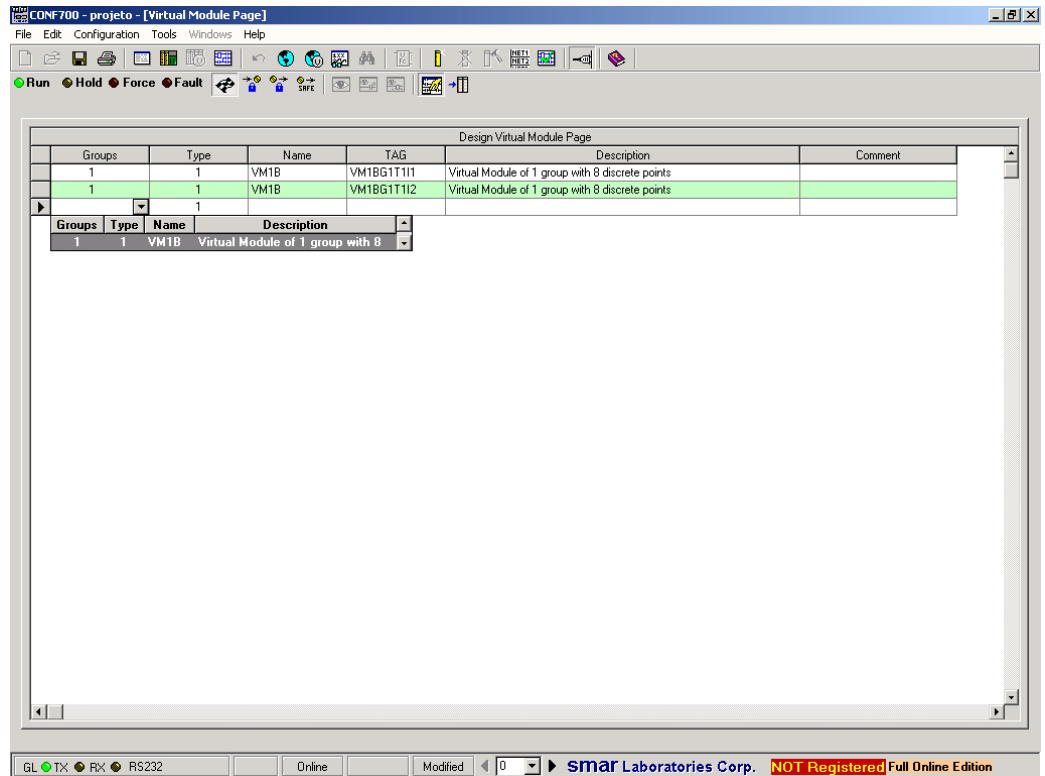 CONF700 - projeto - [Virtual Module Page]
File Edit Configuration Tools Windows Help
NET1
NET2
Run Hold Force Fault SAFE
Design Virtual Module Page
Groups Type Name TAG Description Comment
1 1 VM1B VM1BG1T1I1 Virtual Module of 1 group with 8 discrete points
1 1 VM1B VM1BG1T1I2 Virtual Module of 1 group with 8 discrete points
1
Groups Type Name Description
1 1 VM1B Virtual Module of 1 group with 8
GL TX RX RS232 Online Modified 0 smar Laboratories Corp. NOT Registered Full Online Edition